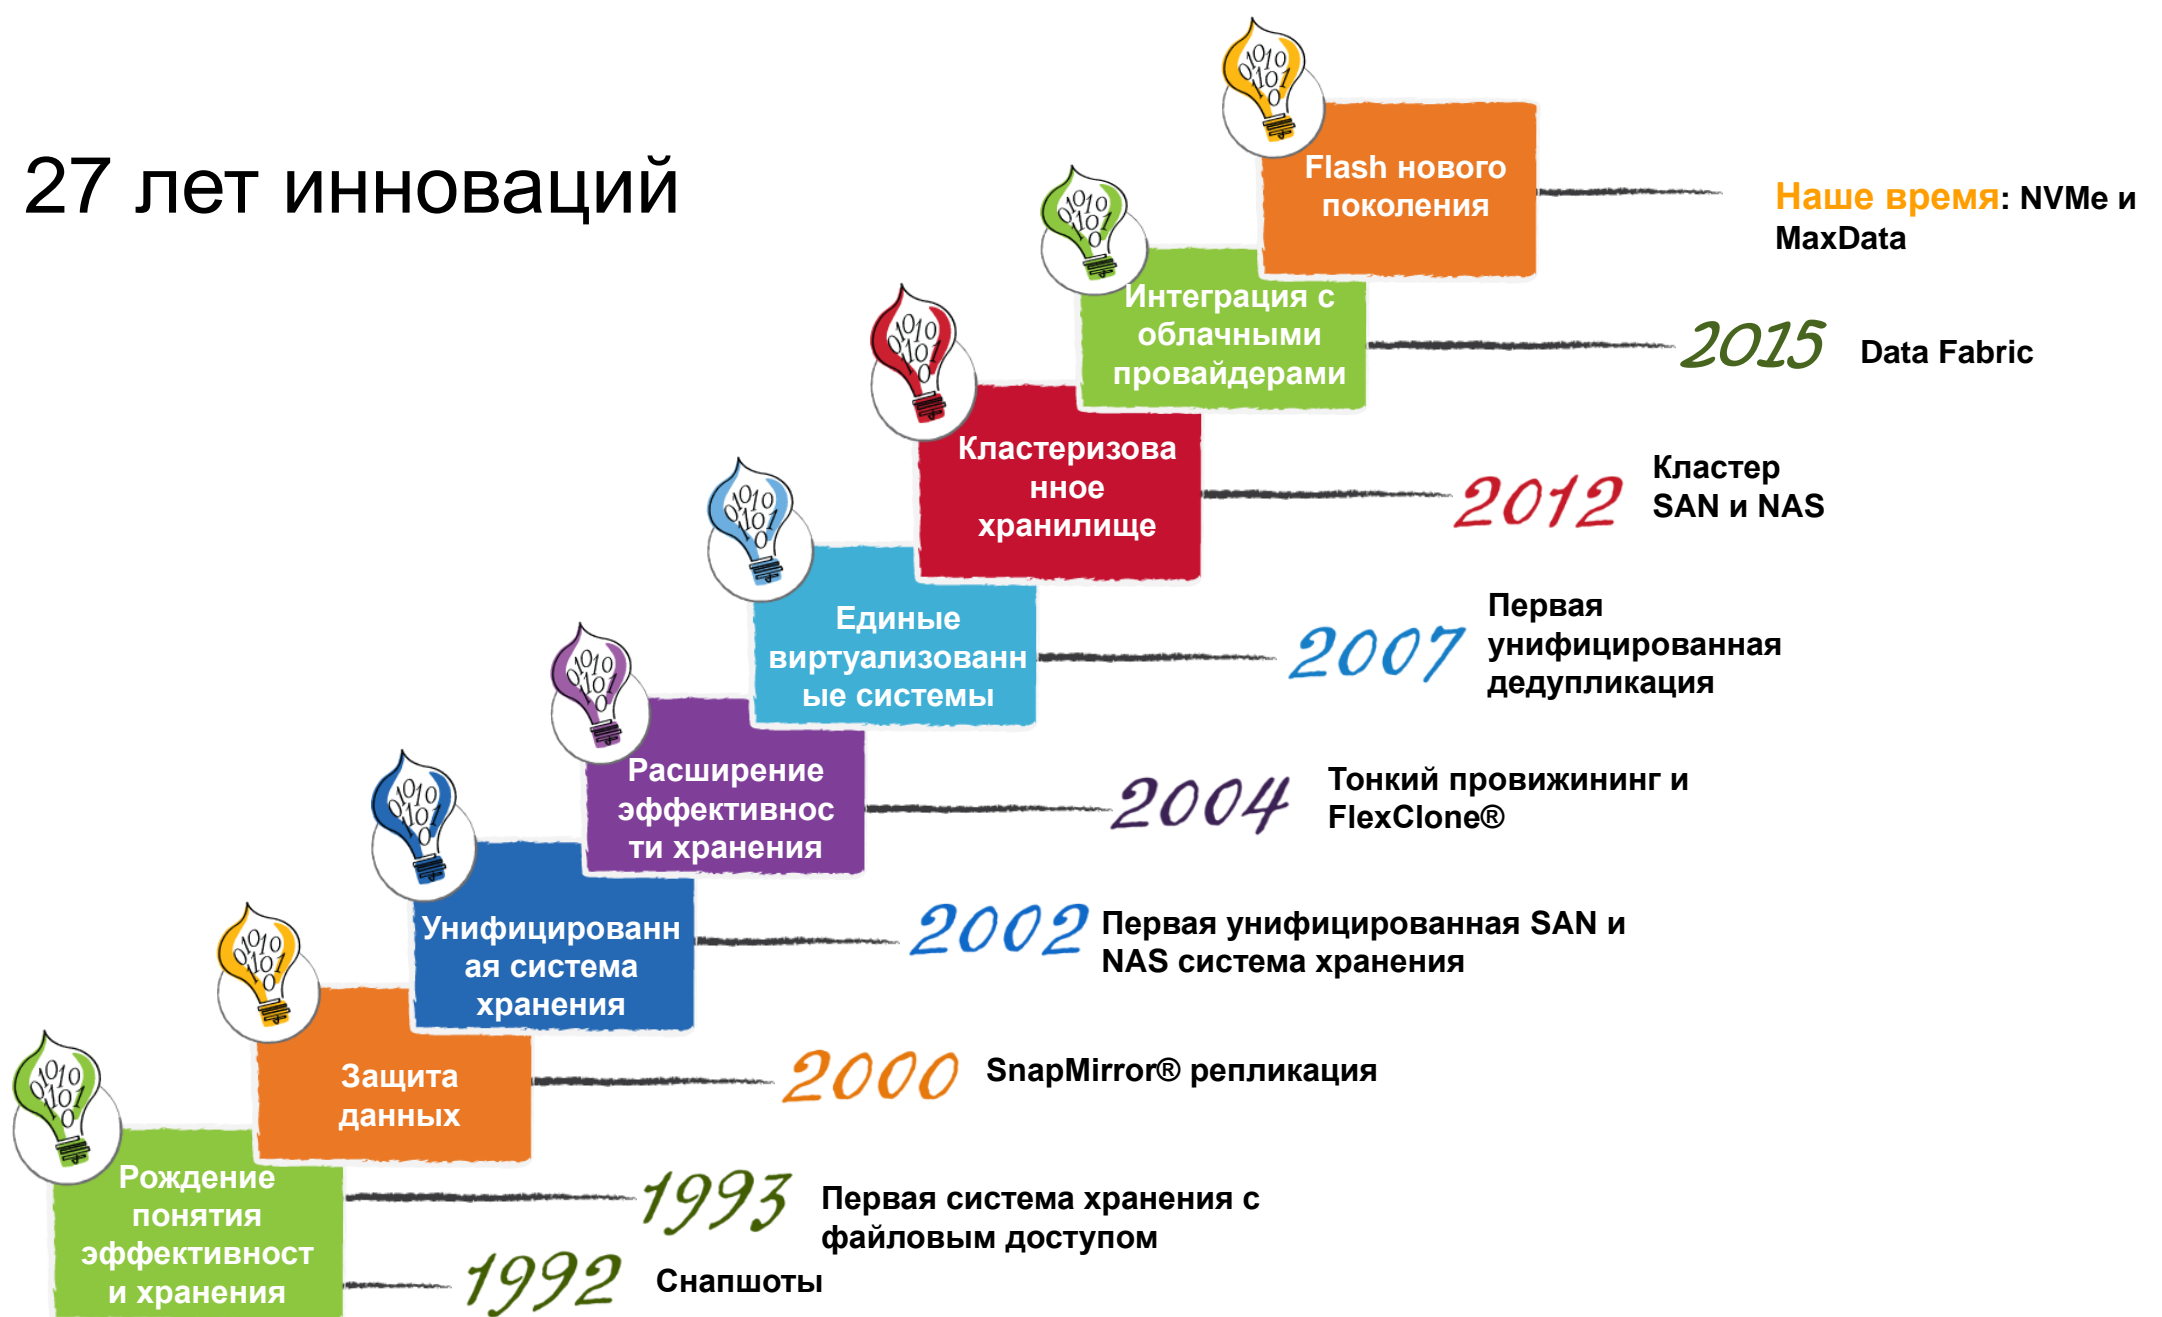 27 лет инноваций
Flash нового
поколения
Наше время: NVMe и
MaxData
Интеграция с
облачными
провайдерами
2015
Data Fabric
Кластеризова
нное
хранилище
2012
Кластер
SAN и NAS
Единые
виртуализованн
ые системы
2007
Первая
унифицированная
дедупликация
Расширение
эффективнос
ти хранения
2004
Тонкий провижининг и
FlexClone®
Унифицированн
ая система
хранения
2002
Первая унифицированная SAN и
NAS система хранения
Защита
данных
2000
SnapMirror® репликация
Рождение
понятия
эффективност
и хранения
1993
Первая система хранения с
файловым доступом
1992
Снапшоты